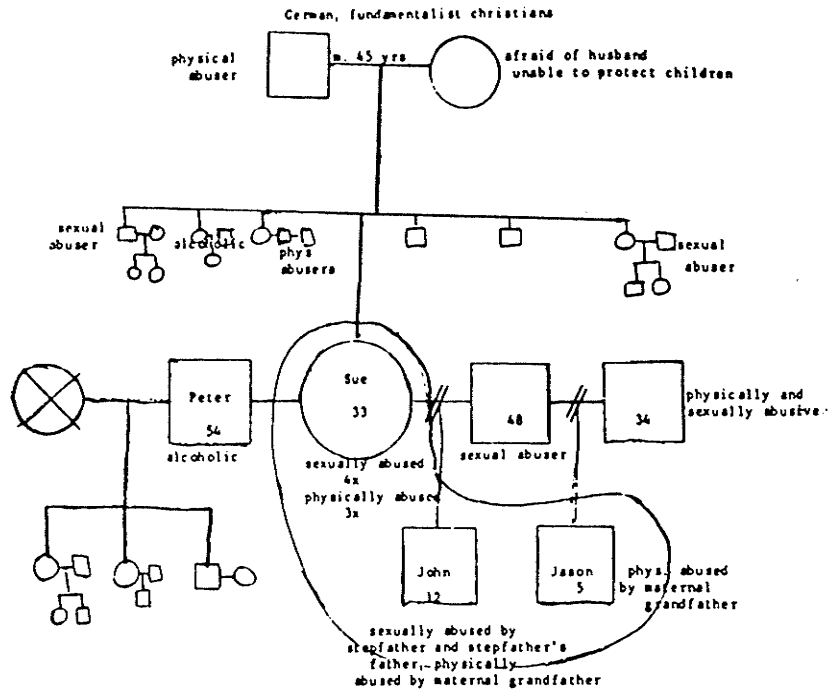 German, fundamentalist christians
physical
abuser
m. 45 yrs
afraid of husband
unable to protect children
sexual
abuser
alcoholic
phys
abusers
sexual
abuser
Peter
54
alcoholic
Sue
33
sexually abused
4x
physically abused
3x
48
sexual abuser
34
physically and
sexually abusive
John
12
Jason
5
phys. abused
by maternal
grandfather
sexually abused by
stepfather and stepfather's
father, physically
abused by maternal grandfather